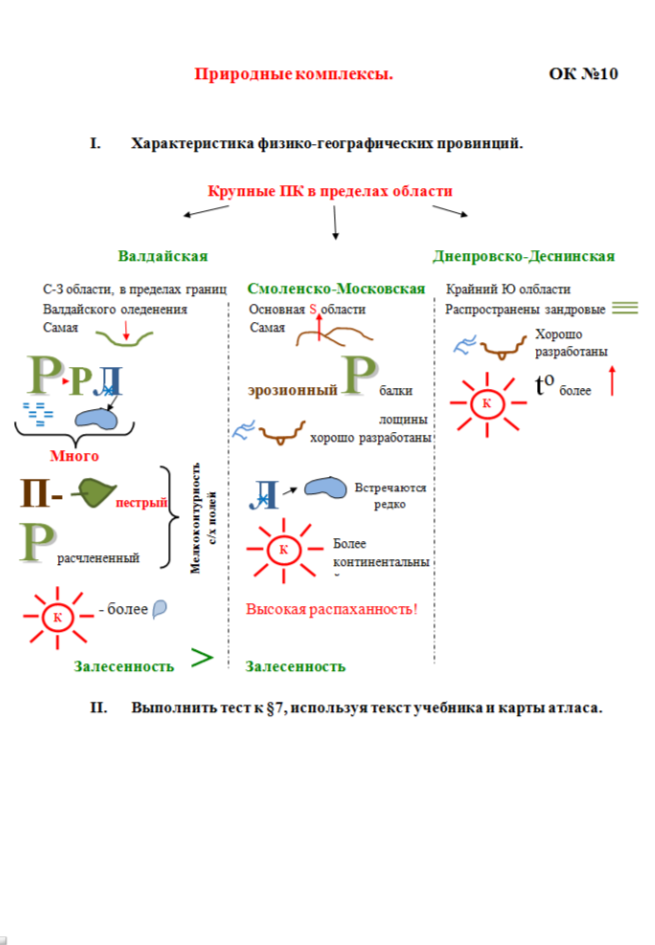 Природные комплексы. ОК №10
I. Характеристика физико-географических провинций.
Крупные ПК в пределах области
Валдайская
С-З области, в пределах границ
Валдайского оледенения
Самая
Р Р Л
Много
П- пестрый
Р расчлененный
Мелкоконтурность
с/х полей
К - более
Залесенность >
Смоленско-Московская
Основная S области
Самая
эрозионный Р балки
лощины
хорошо разработаны
Л Встречаются
редко
К Более
континентальны
Высокая распаханность!
Залесенность
Днепровско-Деснинская
Крайний Ю олбласти
Распространены зандровые
Хорошо
разработаны
К t° более
II. Выполнить тест к §7, используя текст учебника и карты атласа.